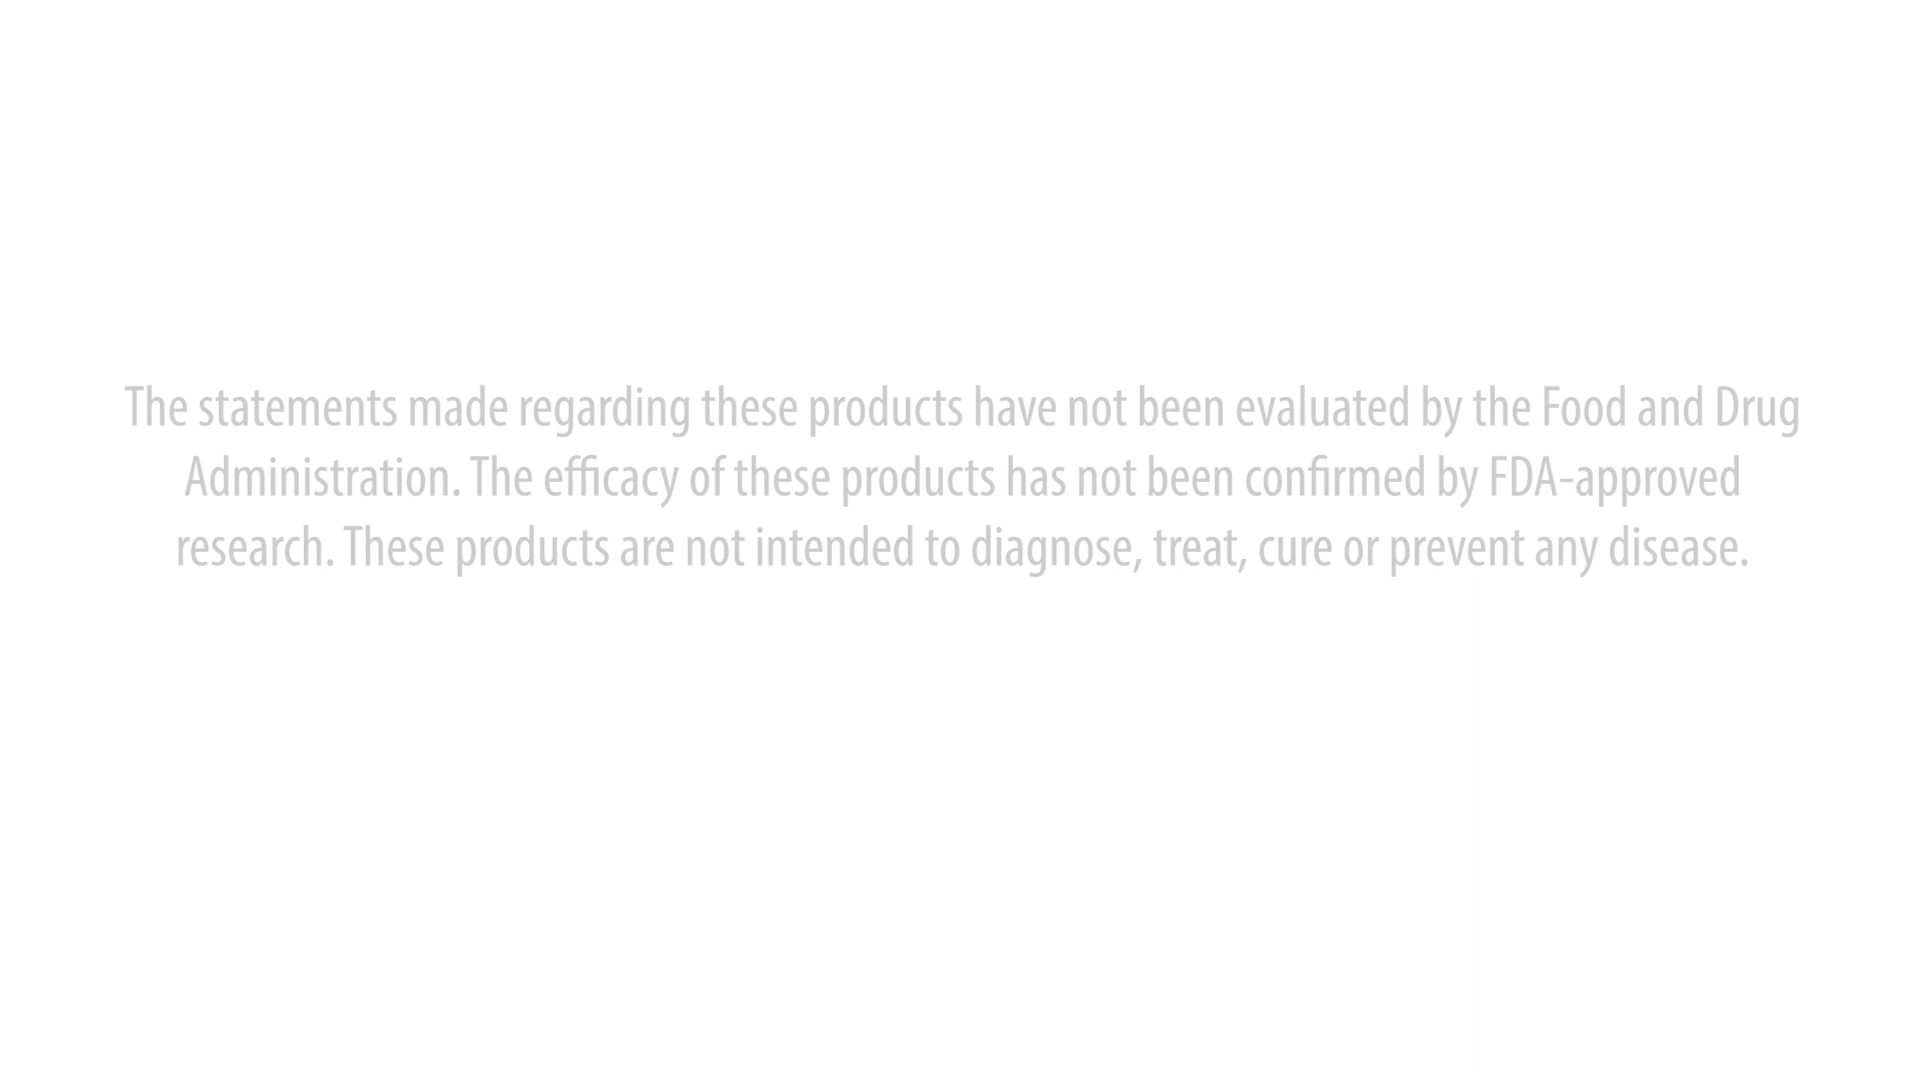 The statements made regarding these products have not been evaluated by the Food and Drug
Administration. The efficacy of these products has not been confirmed by FDA-approved
research. These products are not intended to diagnose, treat, cure or prevent any disease.